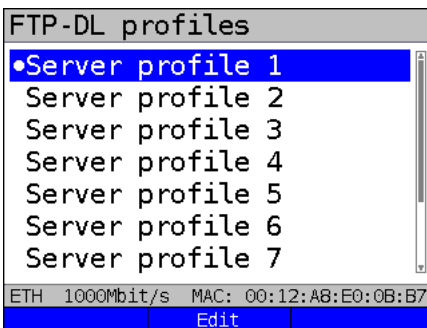 FTP-DL profiles
•Server profile 1
Server profile 2
Server profile 3
Server profile 4
Server profile 5
Server profile 6
Server profile 7
ETH 1000Mbit/s MAC: 00:12:A8:E0:0B:B7
Edit